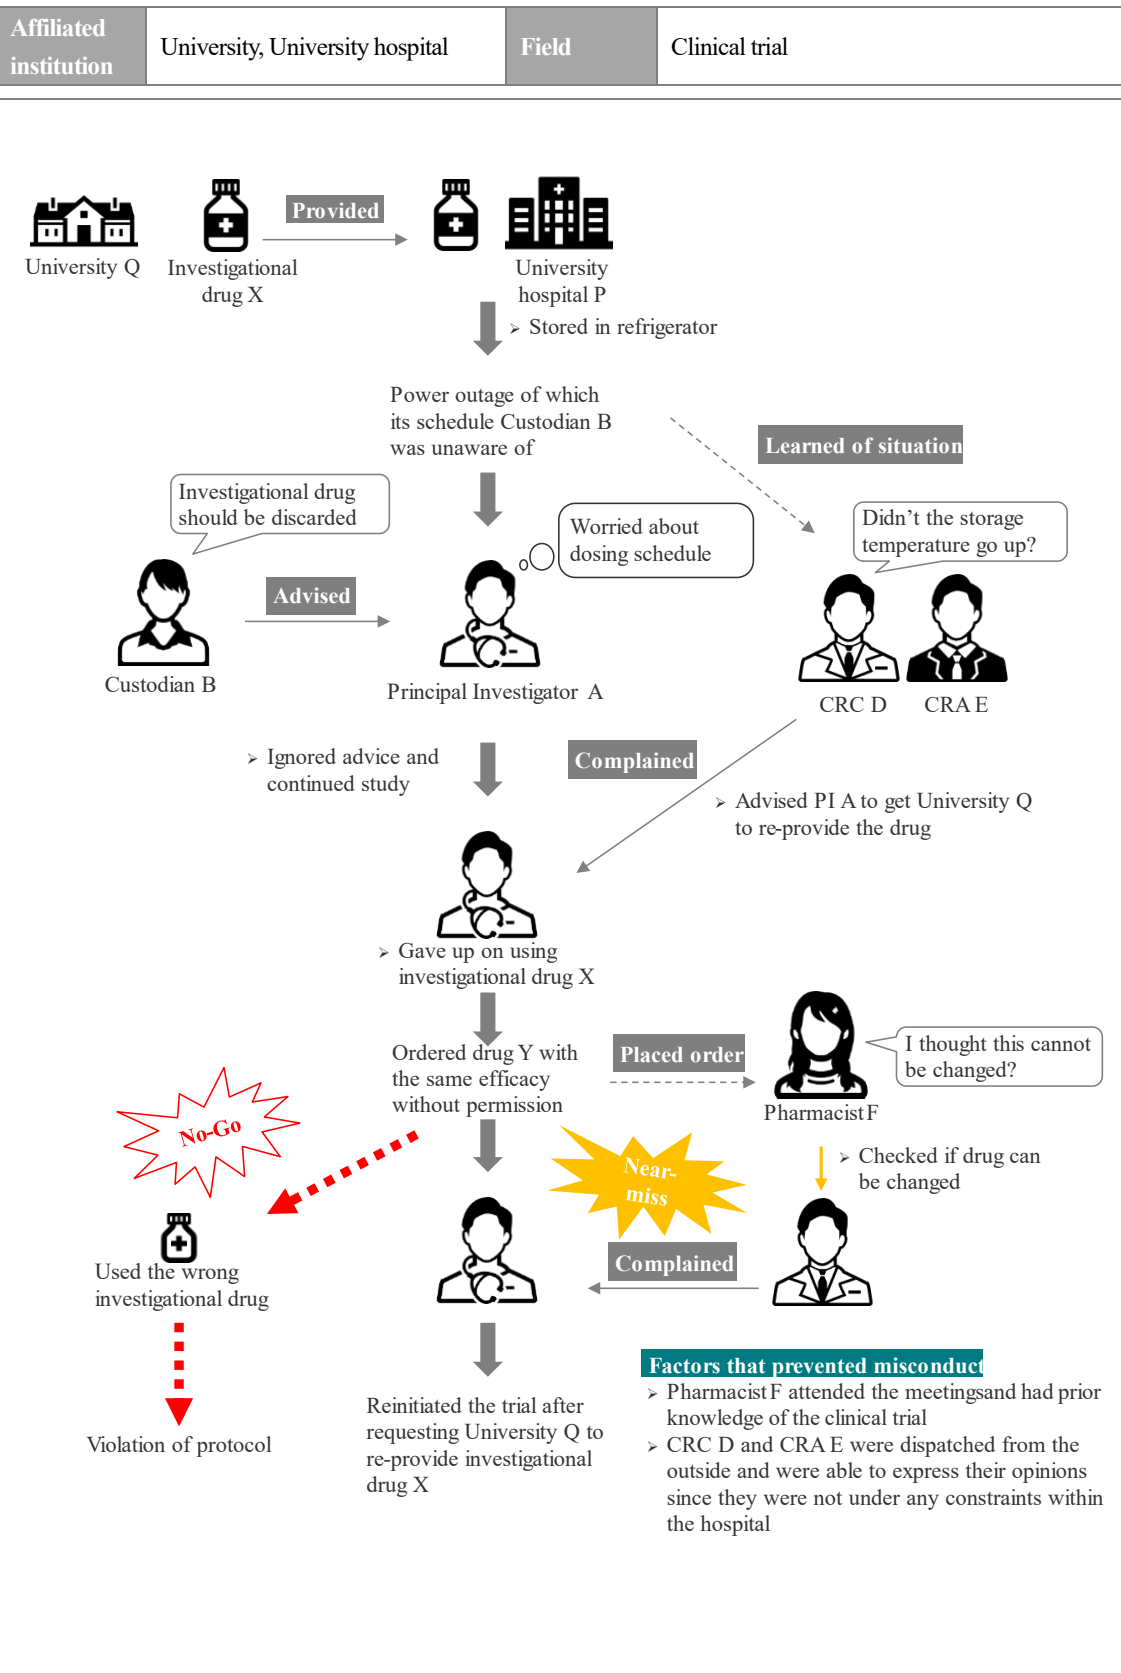 Affiliated
institution
University, University hospital
Field
Clinical trial
Provided
University Q
Investigational
drug X
University
hospital P
➢ Stored in refrigerator
Power outage of which
its schedule Custodian B
was unaware of
Learned of situation
Investigational drug
should be discarded
Worried about
dosing schedule
Didn’t the storage
temperature go up?
Advised
Custodian B
Principal Investigator A
CRC D
CRA E
➢ Ignored advice and
continued study
Complained
➢ Advised PI A to get University Q
to re-provide the drug
➢ Gave up on using
investigational drug X
Ordered drug Y with
the same efficacy
without permission
Placed order
I thought this cannot
be changed?
Pharmacist F
No-Go
Near-
miss
➢ Checked if drug can
be changed
Complained
Used the wrong
investigational drug
Violation of protocol
Reinitiated the trial after
requesting University Q to
re-provide investigational
drug X
Factors that prevented misconduct
➢ Pharmacist F attended the meetingsand had prior
knowledge of the clinical trial
➢ CRC D and CRA E were dispatched from the
outside and were able to express their opinions
since they were not under any constraints within
the hospital